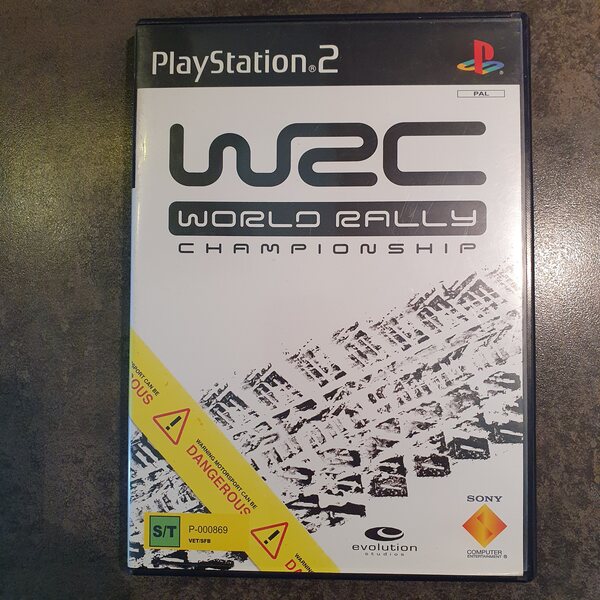 PlayStation®2
PAL
WRC
WORLD RALLY
CHAMPIONSHIP
WARNING MOTORSPORT CAN BE
DANGEROUS
S/T
P-000869
VET/SFB
evolution
studios
SONY
COMPUTER
ENTERTAINMENT ®